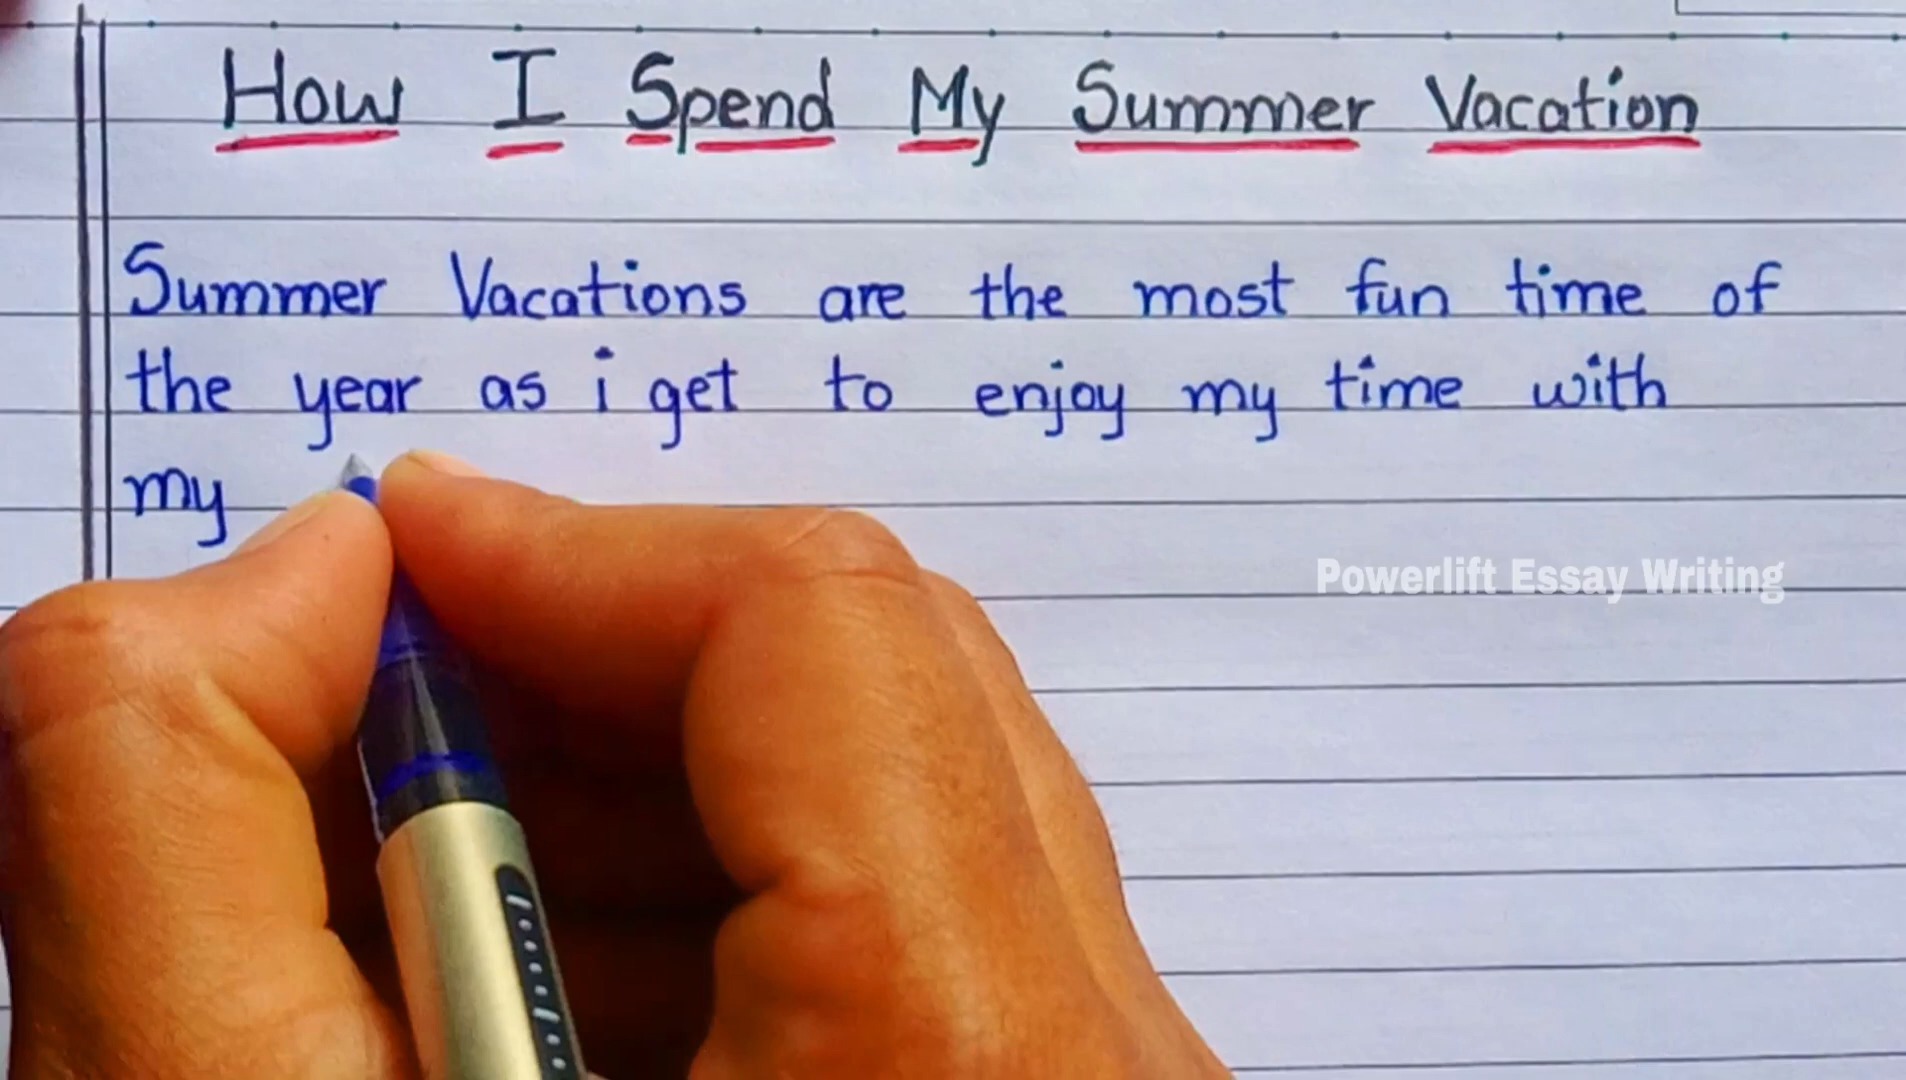 How I Spend My Summer Vacation
Summer Vacations are the most fun time of
the year as i get to enjoy my time with
my
Powerlift Essay Writing